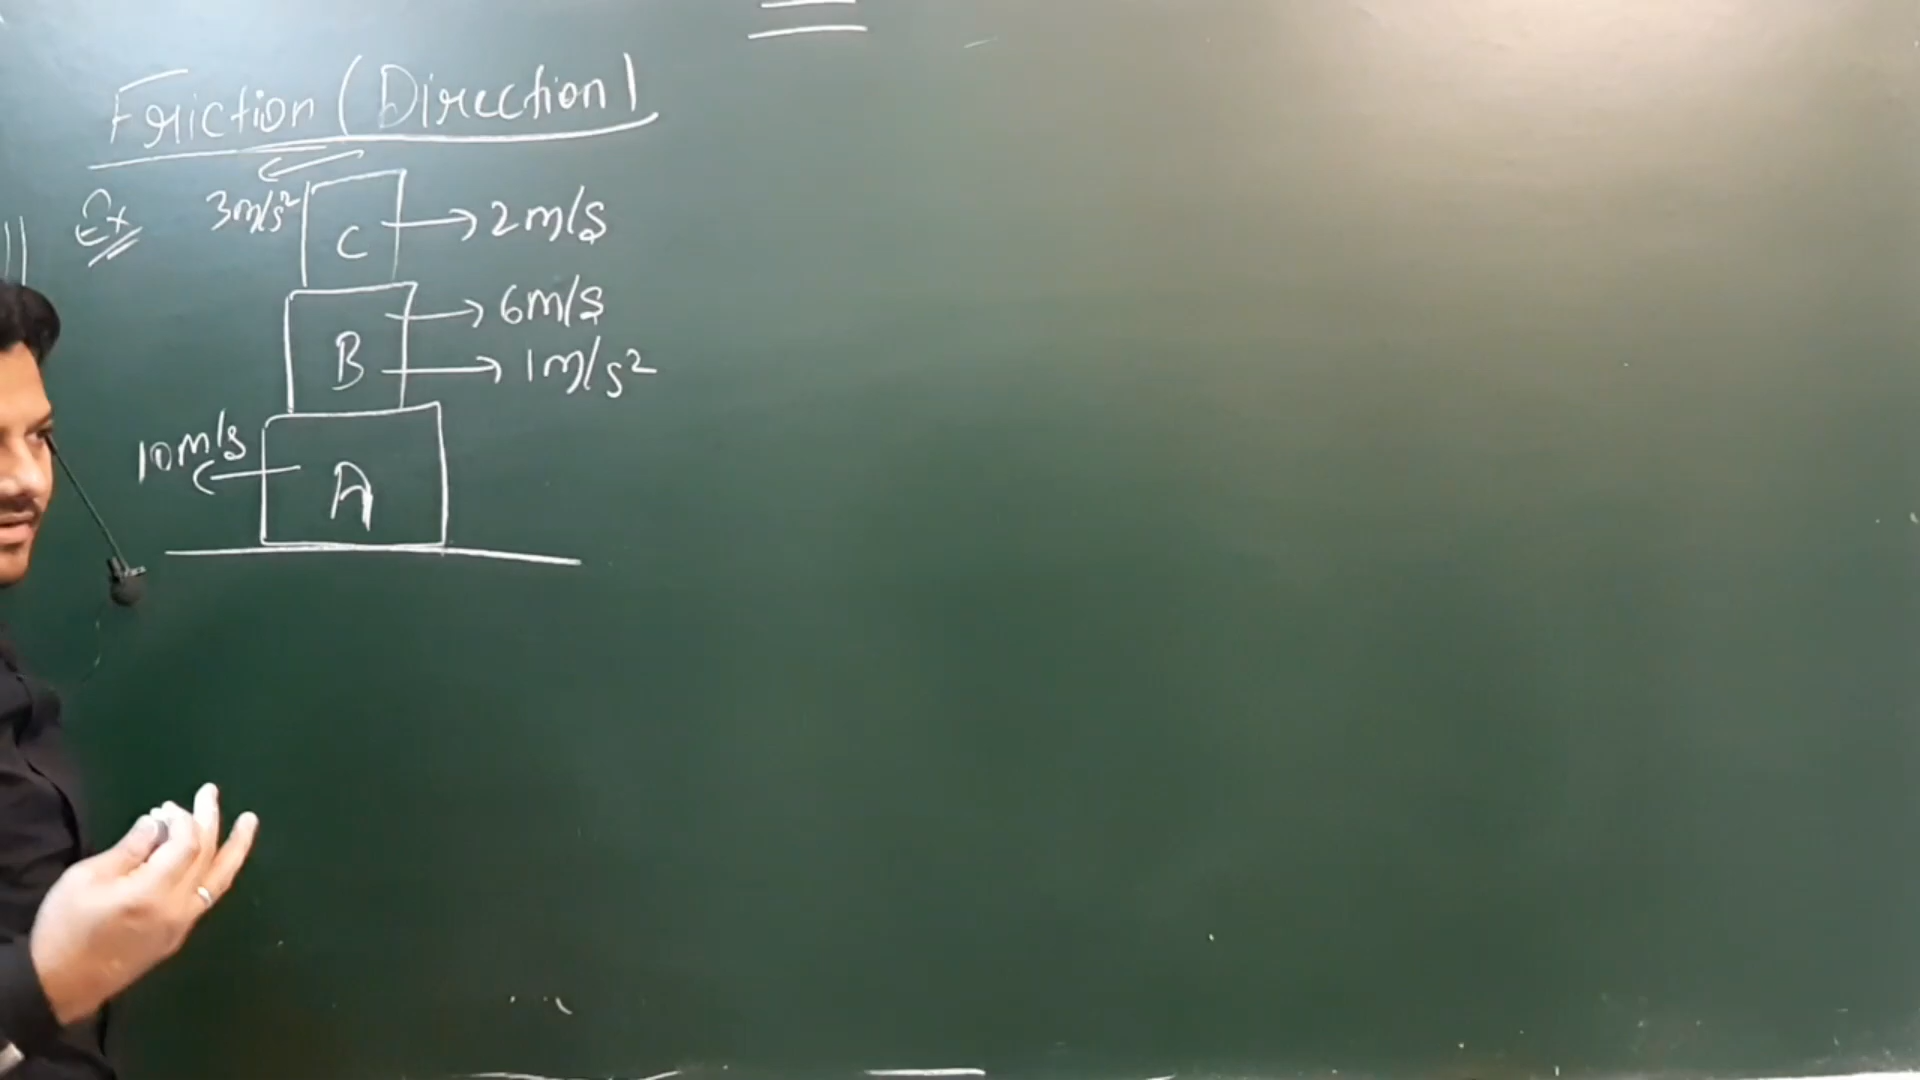 Friction (Direction)
Ex
3m/s²
C
2m/s
6m/s
B
1m/s²
10m/s
A